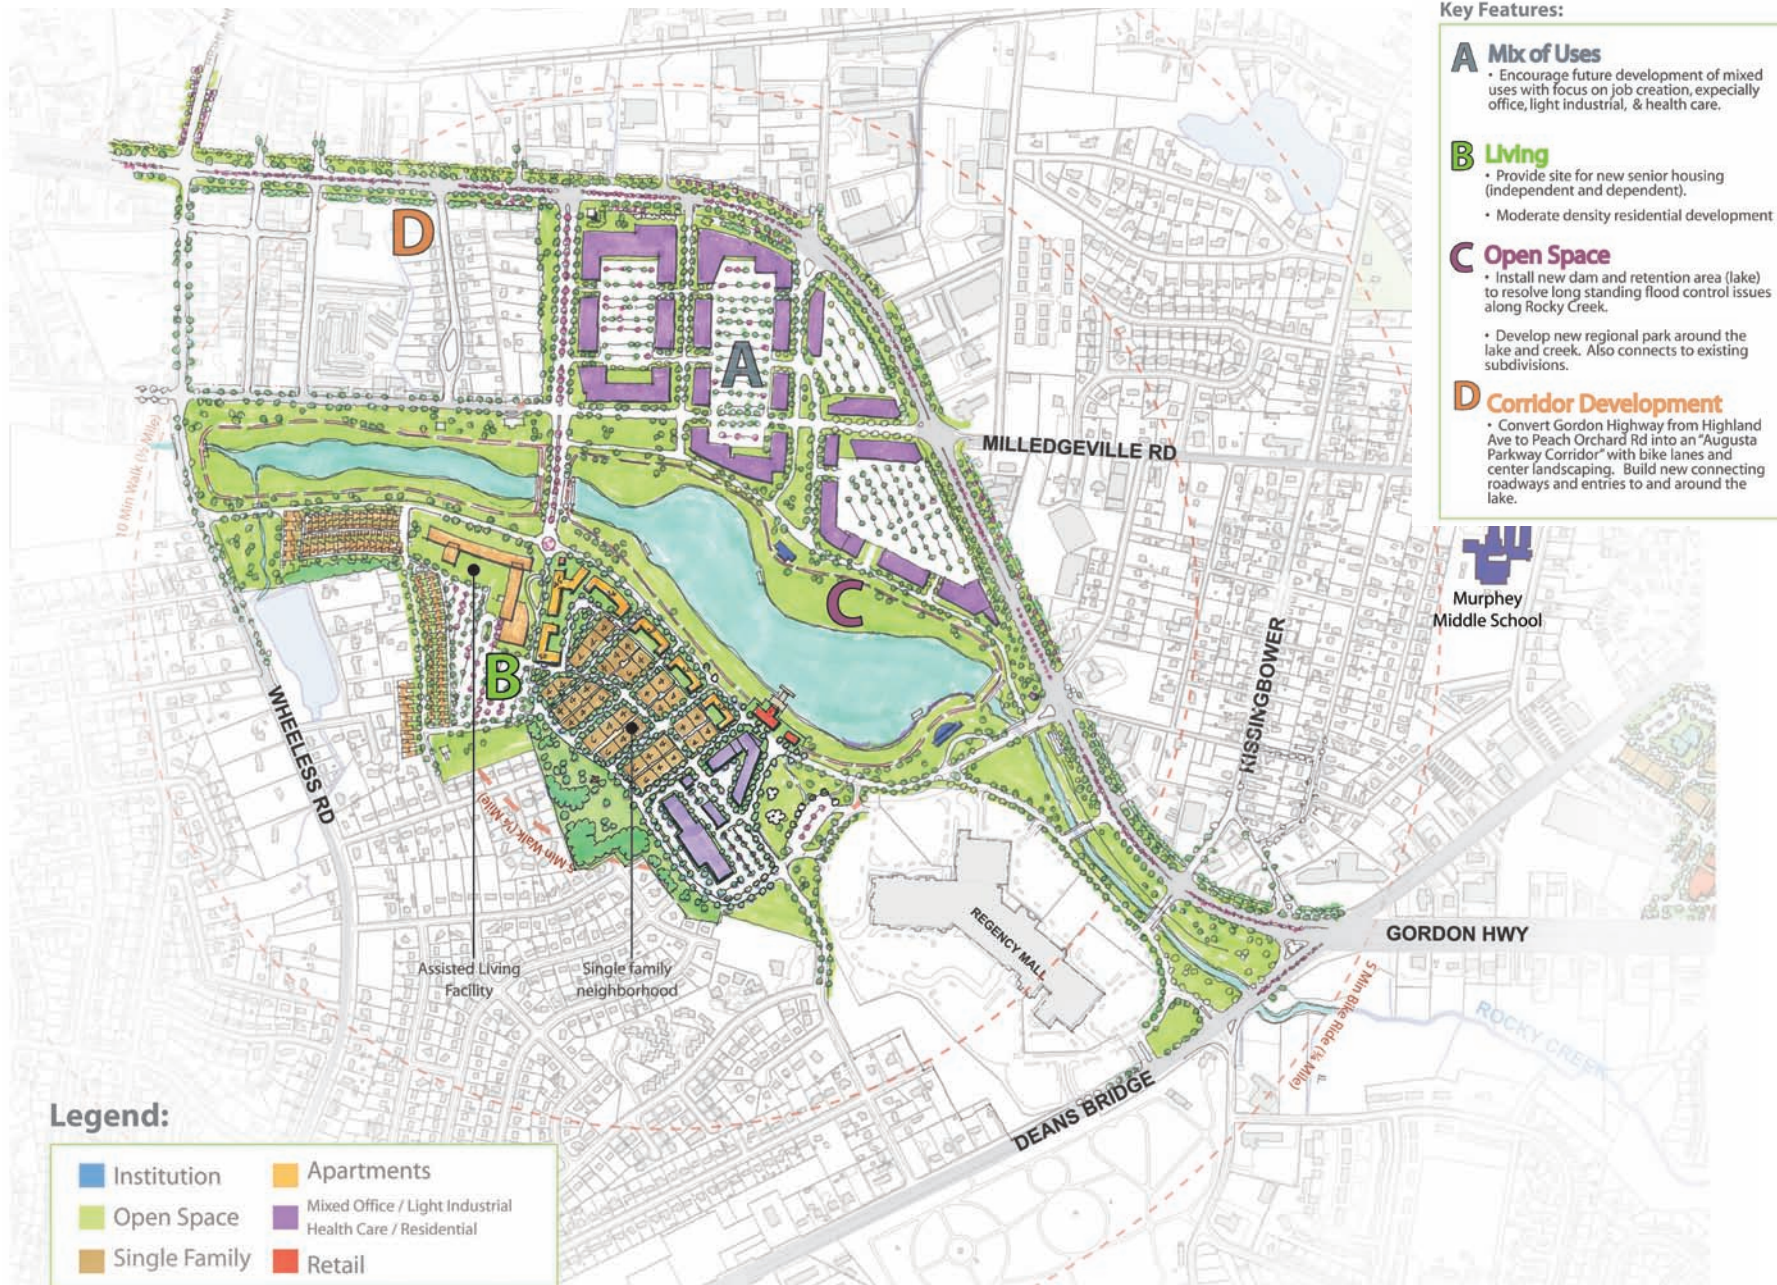 Key Features:
A Mix of Uses
• Encourage future development of mixed
uses with focus on job creation, expecially
office, light industrial, & health care.
B Living
• Provide site for new senior housing
(independent and dependent).
• Moderate density residential development
C Open Space
• Install new dam and retention area (lake)
to resolve long standing flood control issues
along Rocky Creek.
• Develop new regional park around the
lake and creek. Also connects to existing
subdivisions.
D Corridor Development
• Convert Gordon Highway from Highland
Ave to Peach Orchard Rd into an "Augusta
Parkway Corridor" with bike lanes and
center landscaping. Build new connecting
roadways and entries to and around the
lake.
D
A
MILLEDGEVILLE RD
10 Min Walk (½ Mile)
C
Murphey
Middle School
B
WHEELESS RD
KISSINGBOWER
5 Min Walk (¼ Mile)
REGENCY MALL
GORDON HWY
Assisted Living
Facility
Single family
neighborhood
5 Min Bike Ride (¾ Mile)
ROCKY CREEK
DEANS BRIDGE
Legend:
Institution
Open Space
Single Family
Apartments
Mixed Office / Light Industrial
Health Care / Residential
Retail